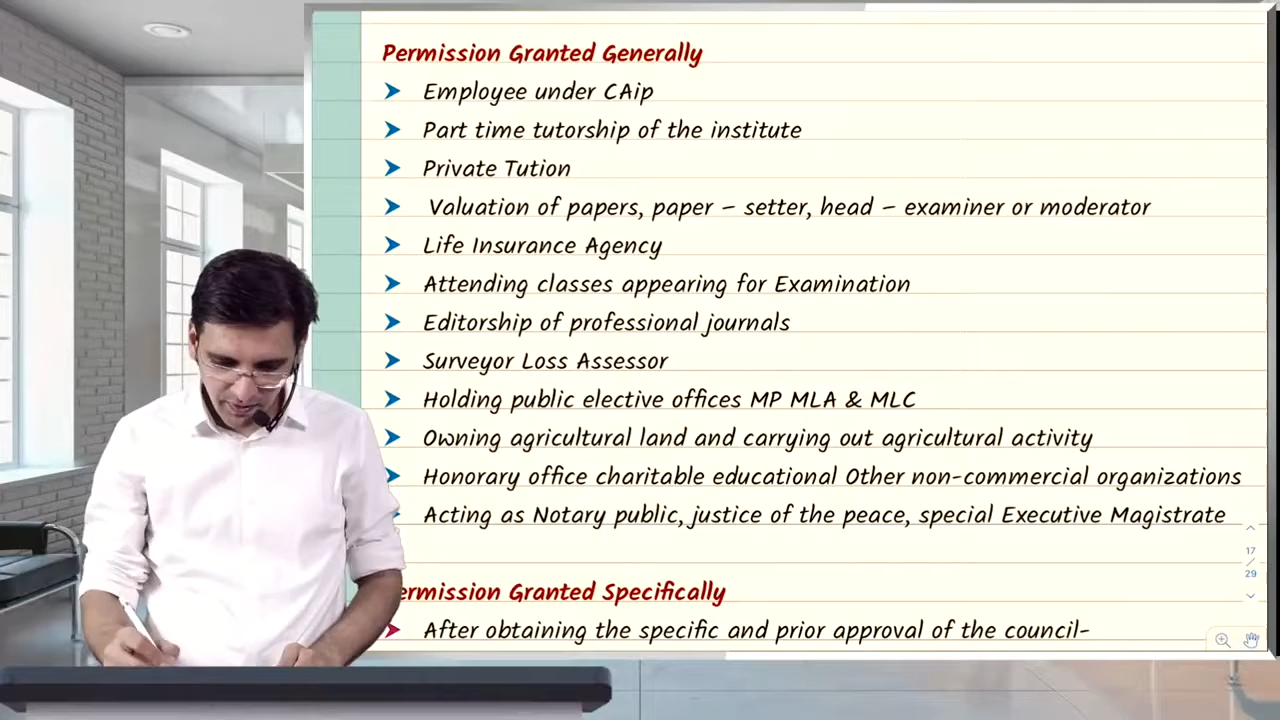 Permission Granted Generally
➤ Employee under CAip
➤ Part time tutorship of the institute
➤ Private Tution
➤ Valuation of papers, paper – setter, head – examiner or moderator
➤ Life Insurance Agency
➤ Attending classes appearing for Examination
➤ Editorship of professional journals
➤ Surveyor Loss Assessor
➤ Holding public elective offices MP MLA & MLC
➤ Owning agricultural land and carrying out agricultural activity
➤ Honorary office charitable educational Other non-commercial organizations
➤ Acting as Notary public, justice of the peace, special Executive Magistrate
17
/
29
ermission Granted Specifically
➤ After obtaining the specific and prior approval of the council-